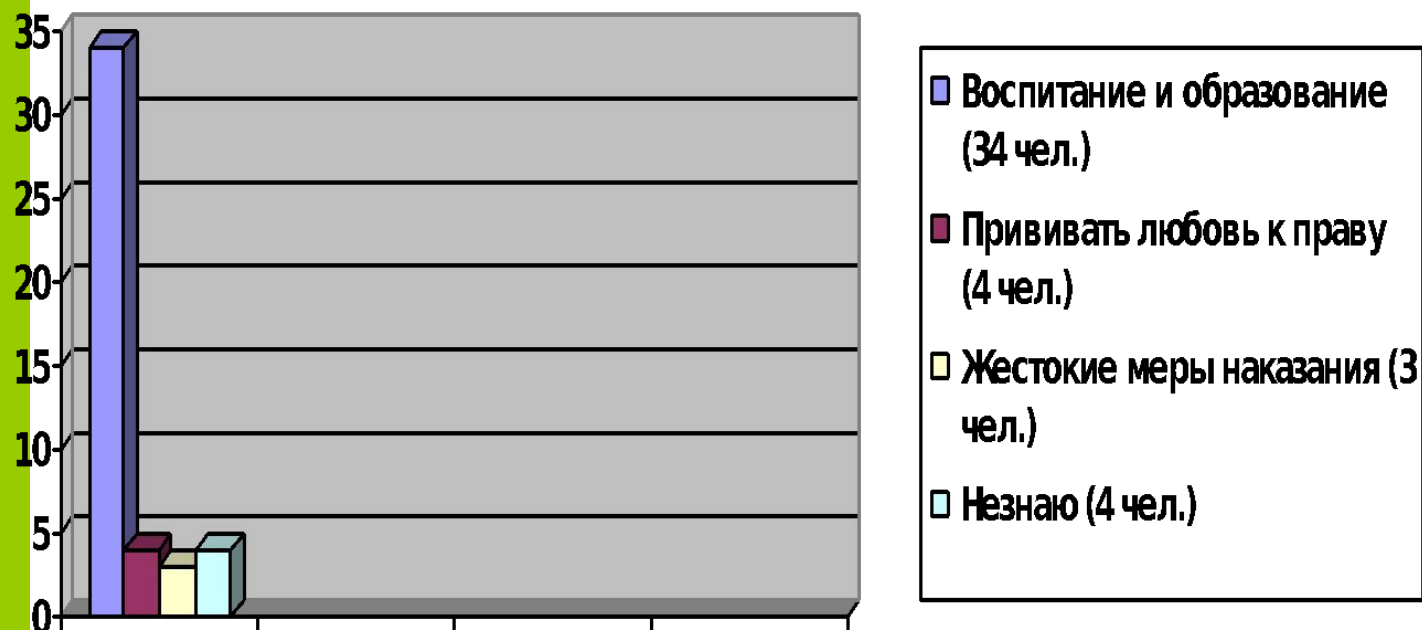 35
30
25
20
15
10
5
0
Воспитание и образование
(34 чел.)
Прививать любовь к праву
(4 чел.)
Жестокие меры наказания (3
чел.)
Незнаю (4 чел.)